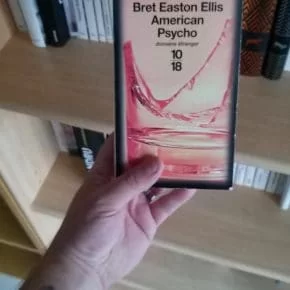 Bret Easton Ellis
American
Psycho
domaine étranger
10
18